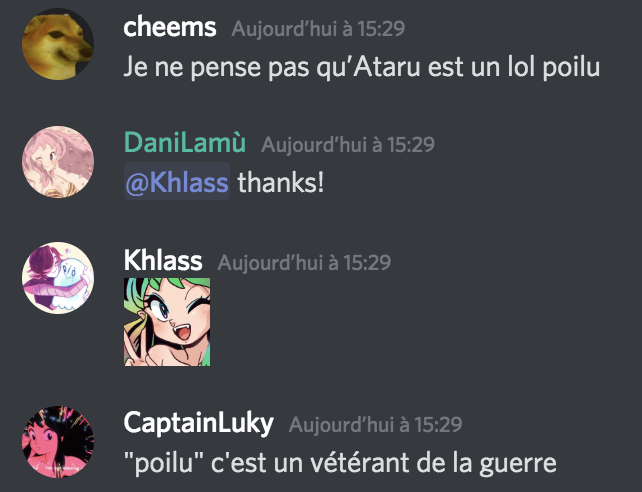 cheems Aujourd'hui à 15:29
Je ne pense pas qu'Ataru est un lol poilu
DaniLamù Aujourd'hui à 15:29
@Khlass thanks!
Khlass Aujourd'hui à 15:29
CaptainLuky Aujourd'hui à 15:29
"poilu" c'est un vétérant de la guerre